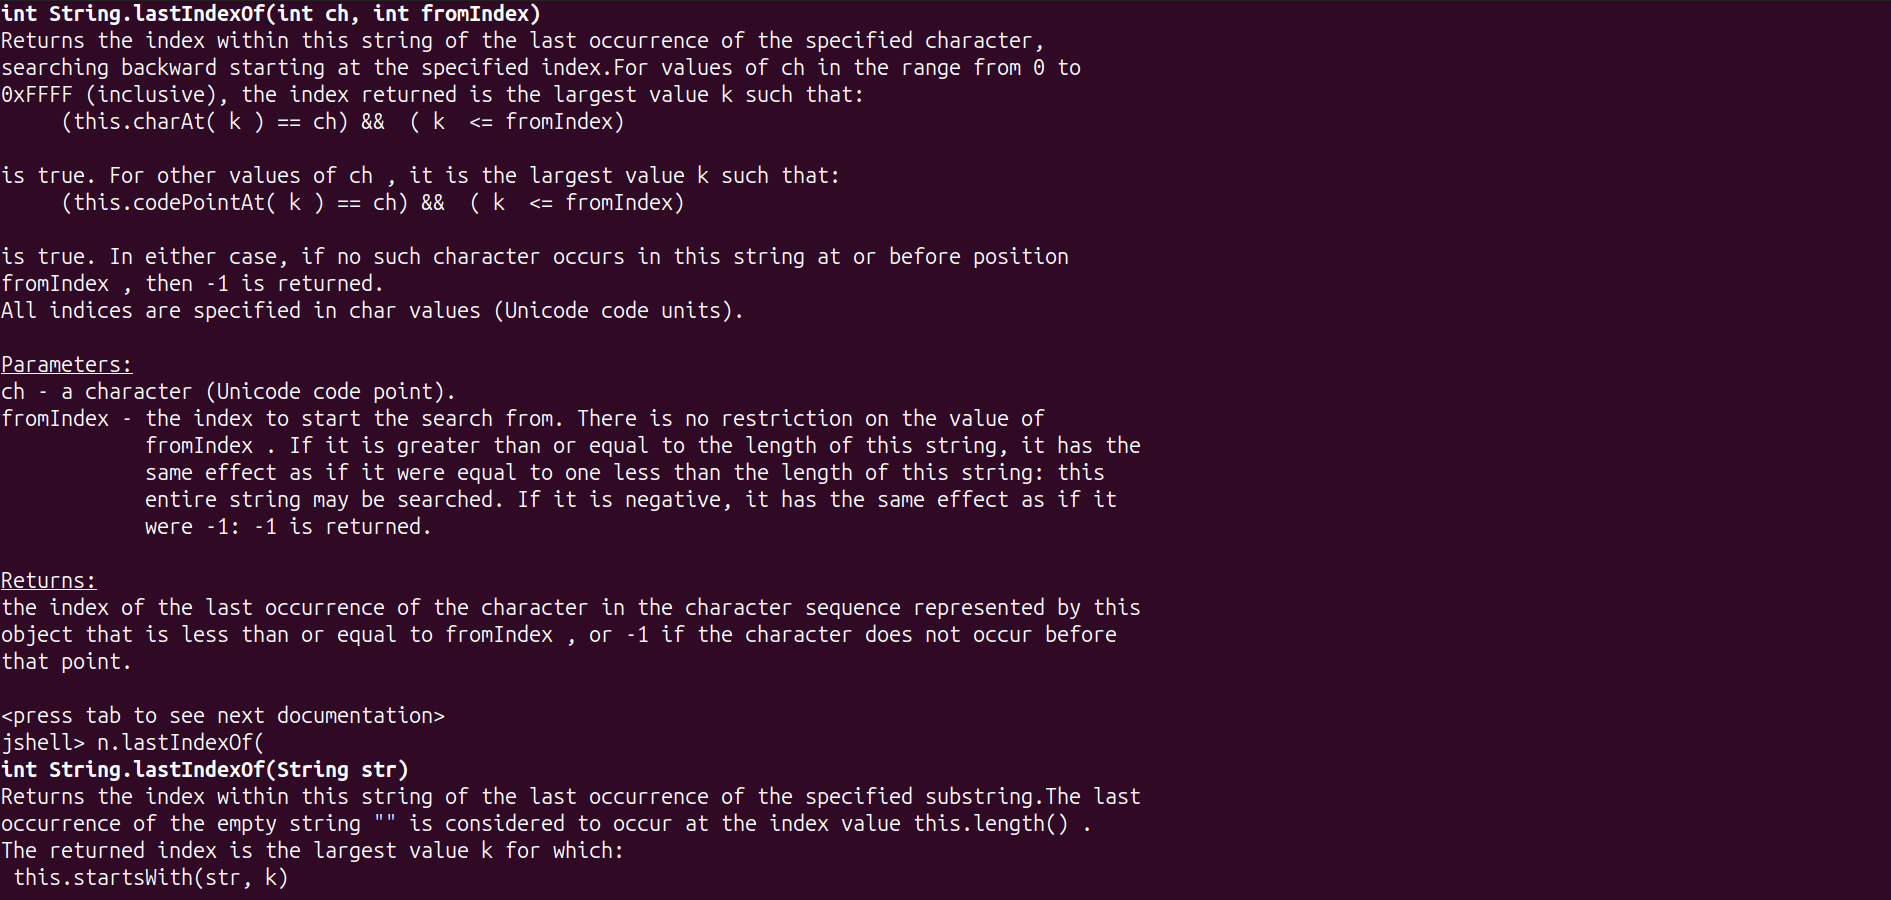 int String.lastIndexOf(int ch, int fromIndex)
Returns the index within this string of the last occurrence of the specified character,
searching backward starting at the specified index.For values of ch in the range from 0 to
0xFFFF (inclusive), the index returned is the largest value k such that:
     (this.charAt( k ) == ch) &&  ( k  <= fromIndex)

is true. For other values of ch , it is the largest value k such that:
     (this.codePointAt( k ) == ch) &&  ( k  <= fromIndex)

is true. In either case, if no such character occurs in this string at or before position
fromIndex , then -1 is returned.
All indices are specified in char values (Unicode code units).

Parameters:
ch - a character (Unicode code point).
fromIndex - the index to start the search from. There is no restriction on the value of
            fromIndex . If it is greater than or equal to the length of this string, it has the
            same effect as if it were equal to one less than the length of this string: this
            entire string may be searched. If it is negative, it has the same effect as if it
            were -1: -1 is returned.

Returns:
the index of the last occurrence of the character in the character sequence represented by this
object that is less than or equal to fromIndex , or -1 if the character does not occur before
that point.

<press tab to see next documentation>
jshell> n.lastIndexOf(
int String.lastIndexOf(String str)
Returns the index within this string of the last occurrence of the specified substring.The last
occurrence of the empty string "" is considered to occur at the index value this.length() .
The returned index is the largest value k for which:
 this.startsWith(str, k)